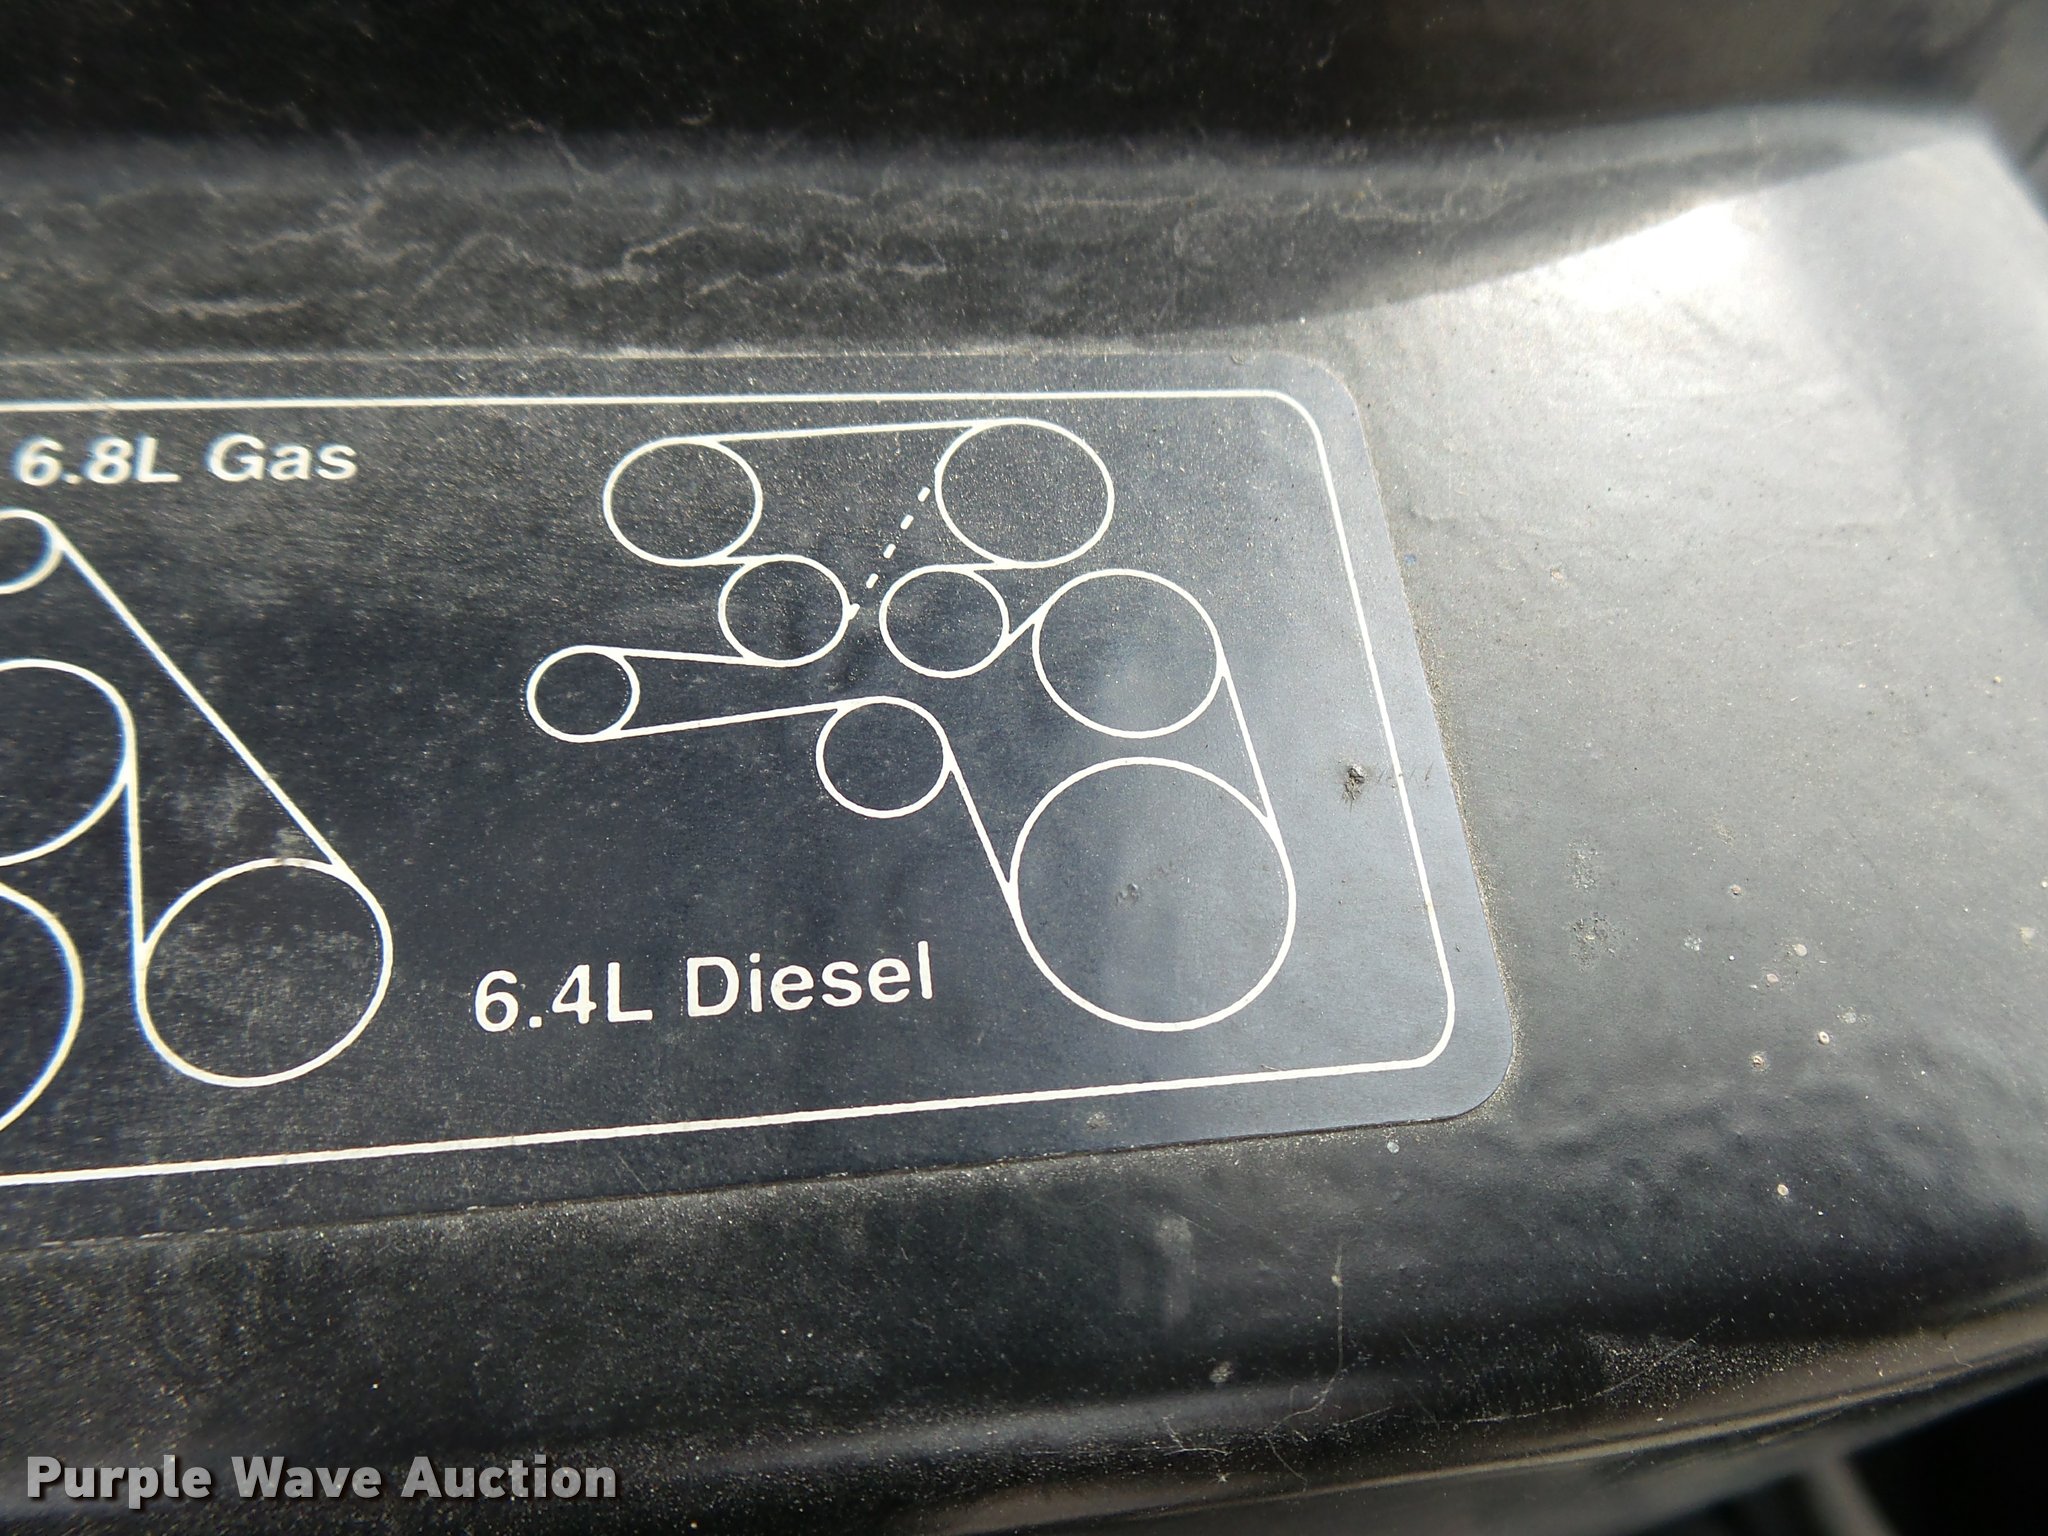 6.8L Gas
6.4L Diesel
Purple Wave Auction